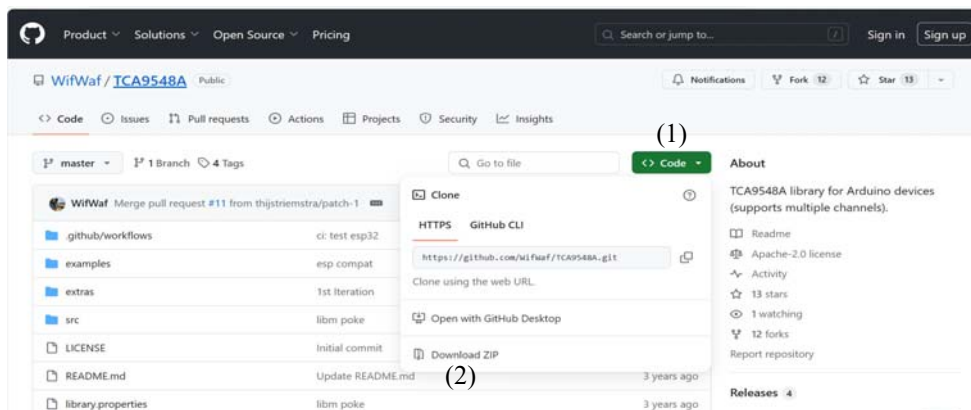 Product Solutions Open Source Pricing Search or jump to... / Sign in Sign up
WifWaf / TCA9548A Public Notifications Fork 12 Star 13
<> Code Issues Pull requests Actions Projects Security Insights
(1)
master 1 Branch 4 Tags Go to file <> Code About
TCA9548A library for Arduino devices
(supports multiple channels).
WifWaf Merge pull request #11 from thijstriemstra/patch-1
Clone
HTTPS GitHub CLI
https://github.com/WifWaf/TCA9548A.git
Clone using the web URL.
Open with GitHub Desktop
Download ZIP
(2)
.github/workflows ci: test esp32
examples esp compat
extras 1st Iteration
src libm poke
LICENSE Initial commit
README.md Update README.md 3 years ago
library.properties libm poke 3 years ago
Readme
Apache-2.0 license
Activity
13 stars
1 watching
12 forks
Report repository
Releases 4